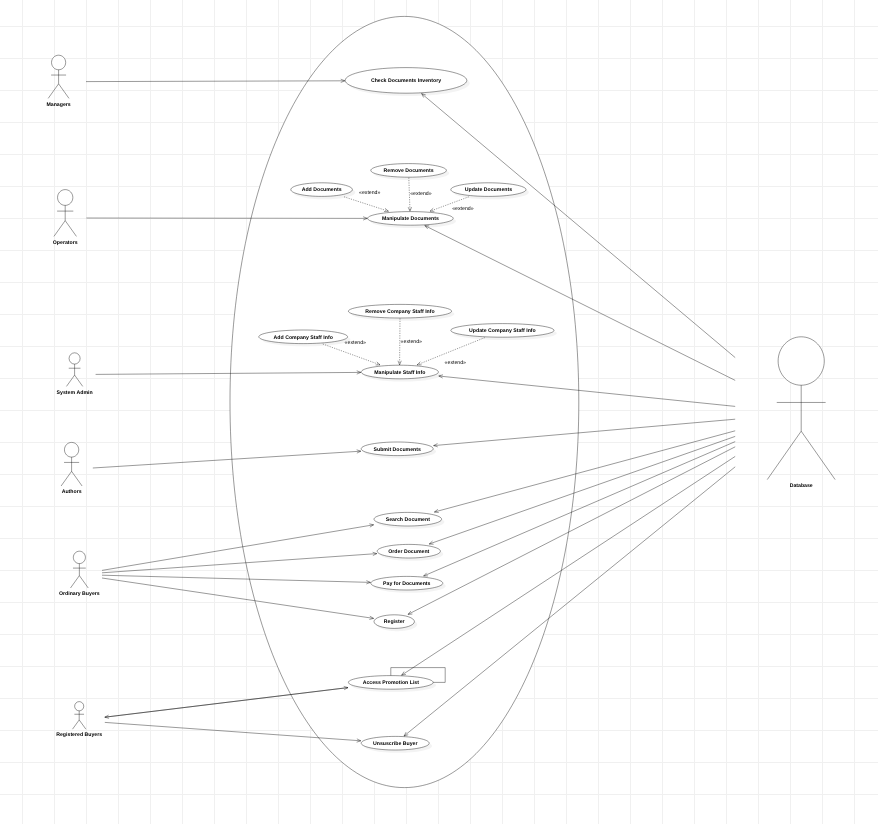 Check Documents Inventory
Managers
Remove Documents
Add Documents
Update Documents
«extend»
«extend»
«extend»
Manipulate Documents
Operators
Remove Company Staff Info
Update Company Staff Info
Add Company Staff Info
«extend»
«extend»
«extend»
Manipulate Staff Info
System Admin
Submit Documents
Authors
Database
Search Document
Order Document
Pay for Documents
Ordinary Buyers
Register
Access Promotion List
Registered Buyers
Unsuscribe Buyer